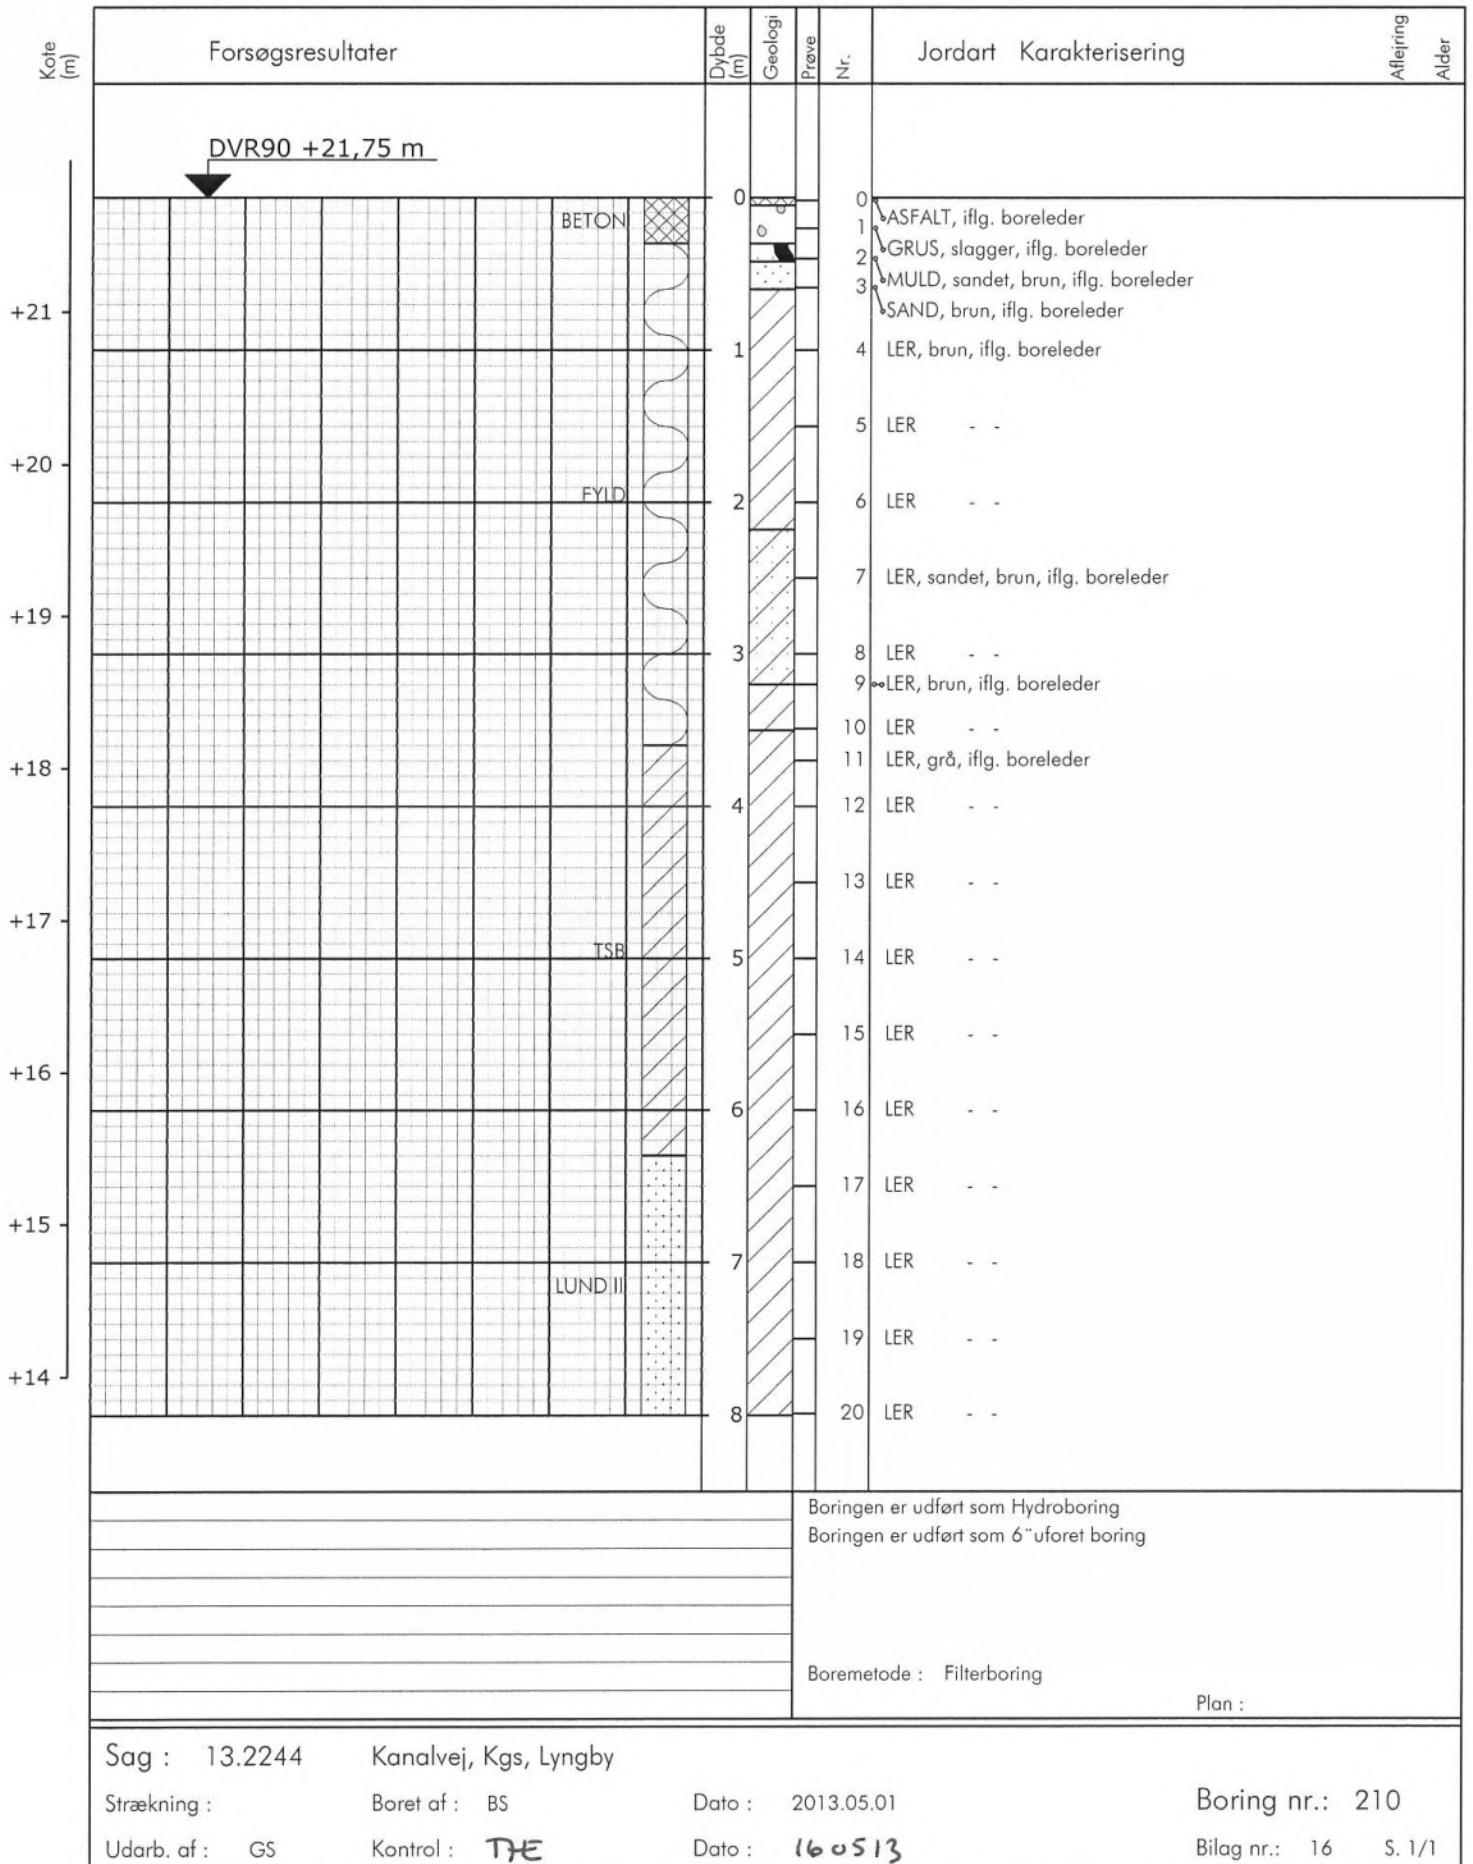 Kote (m)
Forsøgsresultater
Dybde (m)
Geologi
Prøve
Nr.
Jordart Karakterisering
Aflejring
Alder
DVR90 +21,75 m
0
0
BETON
ASFALT, iflg. boreleder
1
GRUS, slagger, iflg. boreleder
2
MULD, sandet, brun, iflg. boreleder
3
SAND, brun, iflg. boreleder
+21
1
4 LER, brun, iflg. boreleder
5 LER - -
+20
FYLD
2
6 LER - -
7 LER, sandet, brun, iflg. boreleder
+19
3
8 LER - -
9 LER, brun, iflg. boreleder
10 LER - -
11 LER, grå, iflg. boreleder
+18
4
12 LER - -
13 LER - -
+17
TSB
5
14 LER - -
15 LER - -
+16
6
16 LER - -
17 LER - -
+15
7
18 LER - -
LUND II
19 LER - -
+14
8
20 LER - -
Boringen er udført som Hydroboring
Boringen er udført som 6¨uforet boring
Boremetode : Filterboring
Plan :
Sag : 13.2244 Kanalvej, Kgs, Lyngby
Strækning : Boret af : BS Dato : 2013.05.01 Boring nr.: 210
Udarb. af : GS Kontrol : THE Dato : 160513 Bilag nr.: 16 S. 1/1